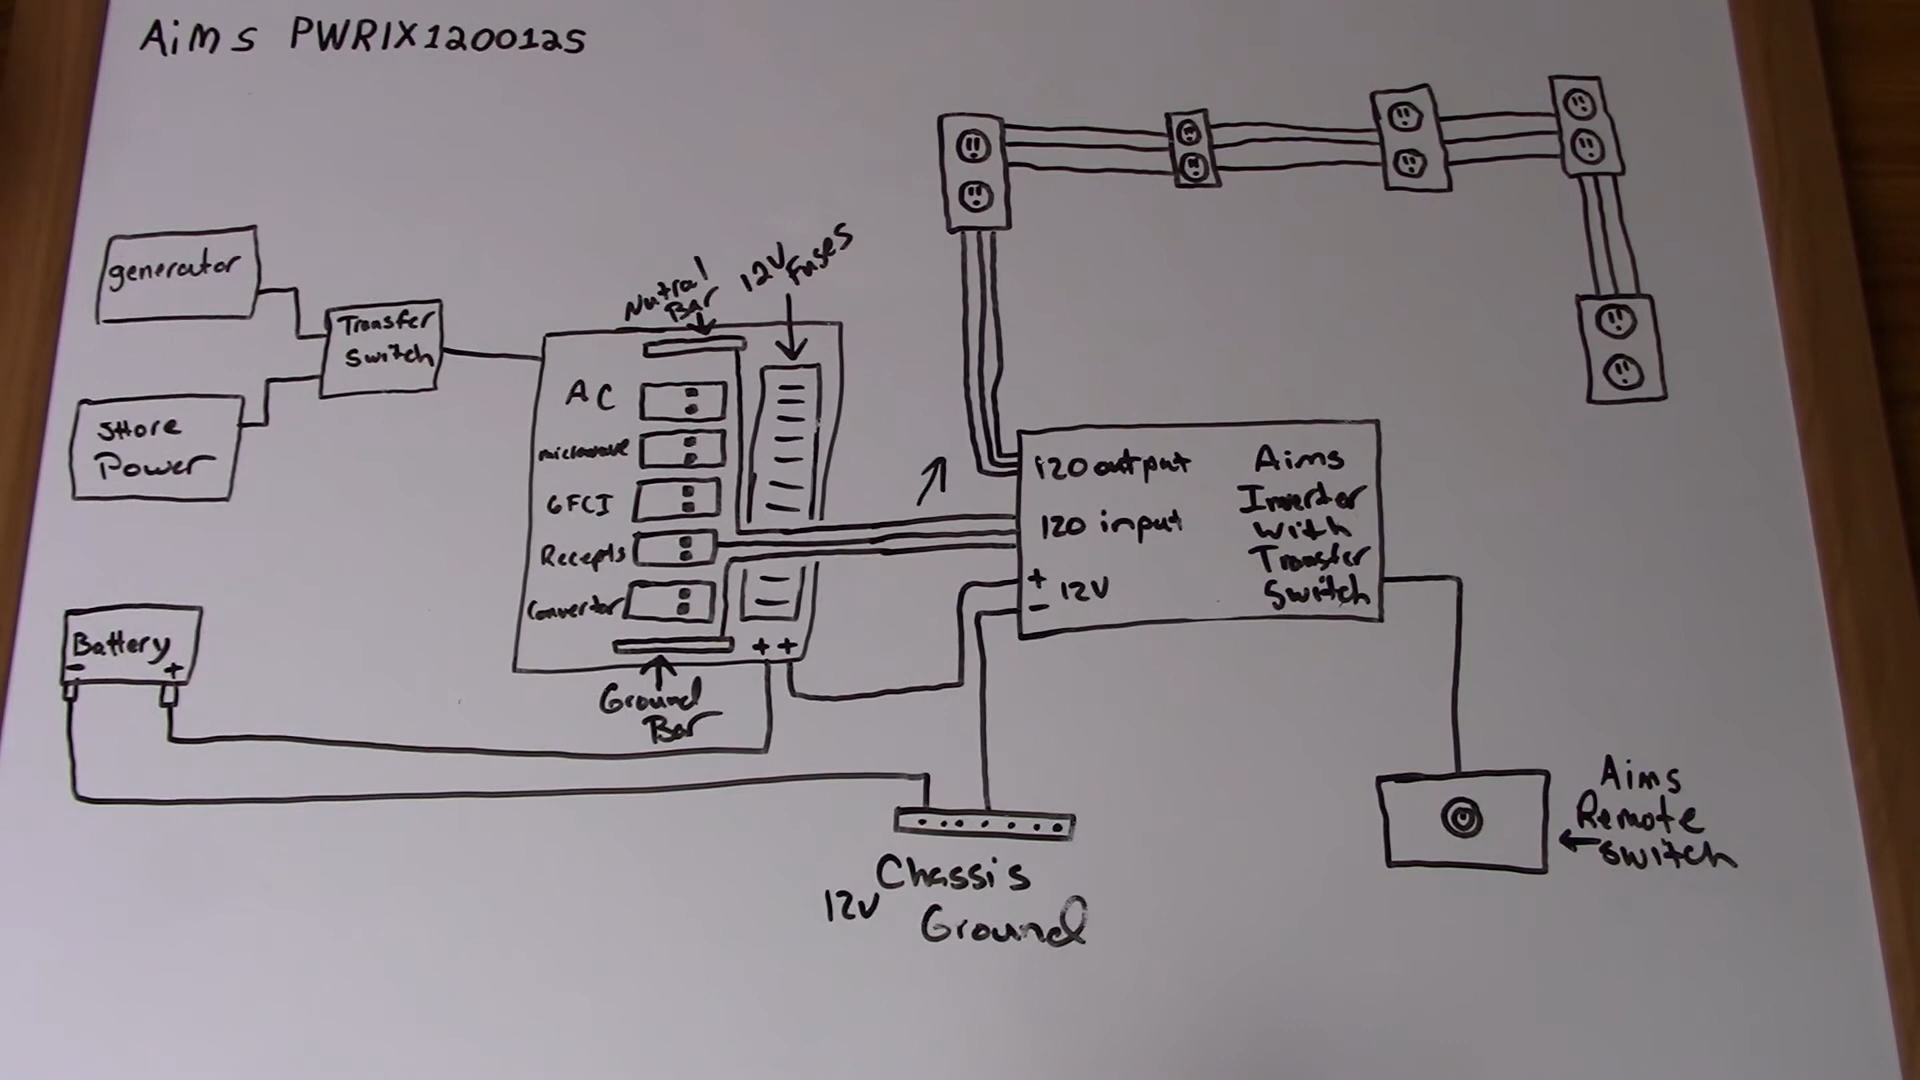 Aims PWRIX120012S
generator
Transfer
Switch
SHore
Power
Nutral
Bar
12V
Fuses
AC
microwave
GFCI
Recepts
Convertor
+ +
Ground
Bar
Battery
- +
120 output
120 input
+
12V
-
Aims
Inverter
with
Transfer
Switch
12V
Chassis
Ground
Aims
Remote
Switch